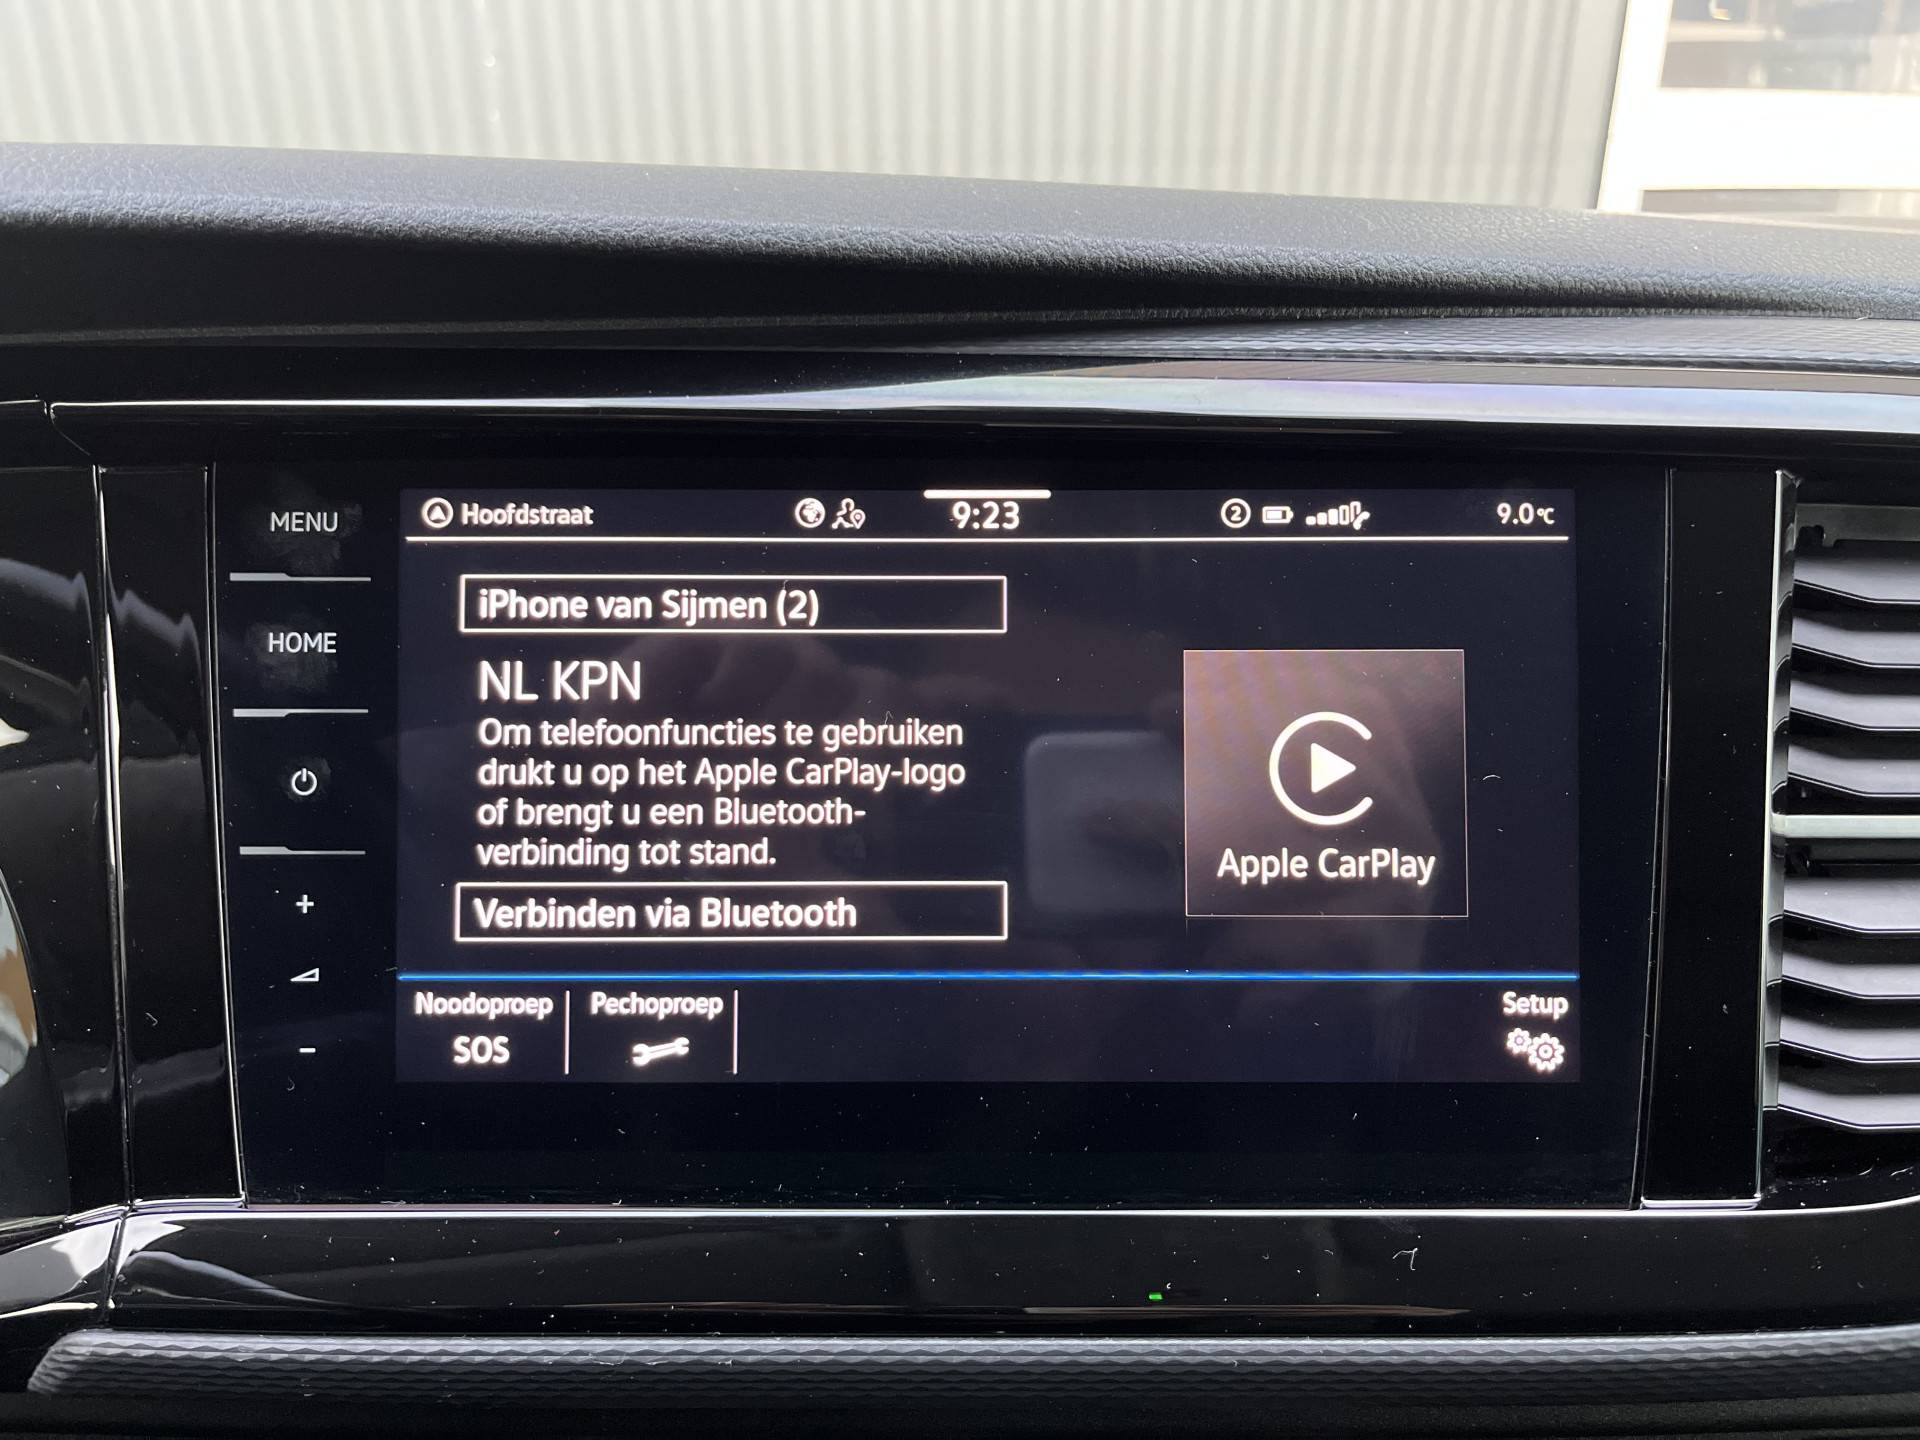 MENU
HOME
+
-
Hoofdstraat
9:23
2
9.0°C
iPhone van Sijmen (2)
NL KPN
Om telefoonfuncties te gebruiken
drukt u op het Apple CarPlay-logo
of brengt u een Bluetooth-
verbinding tot stand.
Verbinden via Bluetooth
Apple CarPlay
Noodoproep
SOS
Pechoproep
Setup